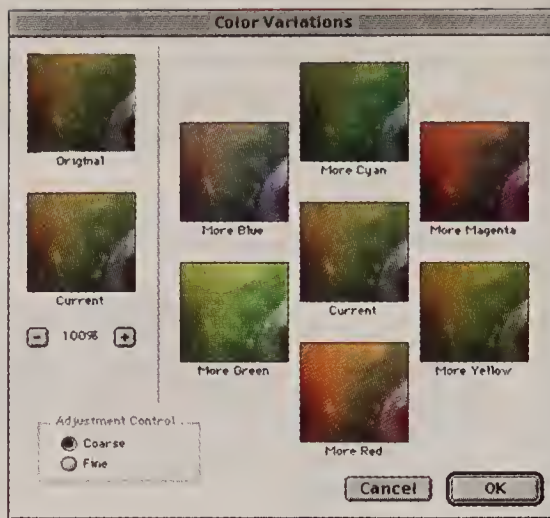 Color Variations
Original
Current
- 100% +
More Cyan
More Blue
More Magenta
Current
More Green
More Yellow
More Red
Adjustment Control
Coarse
Fine
Cancel
OK